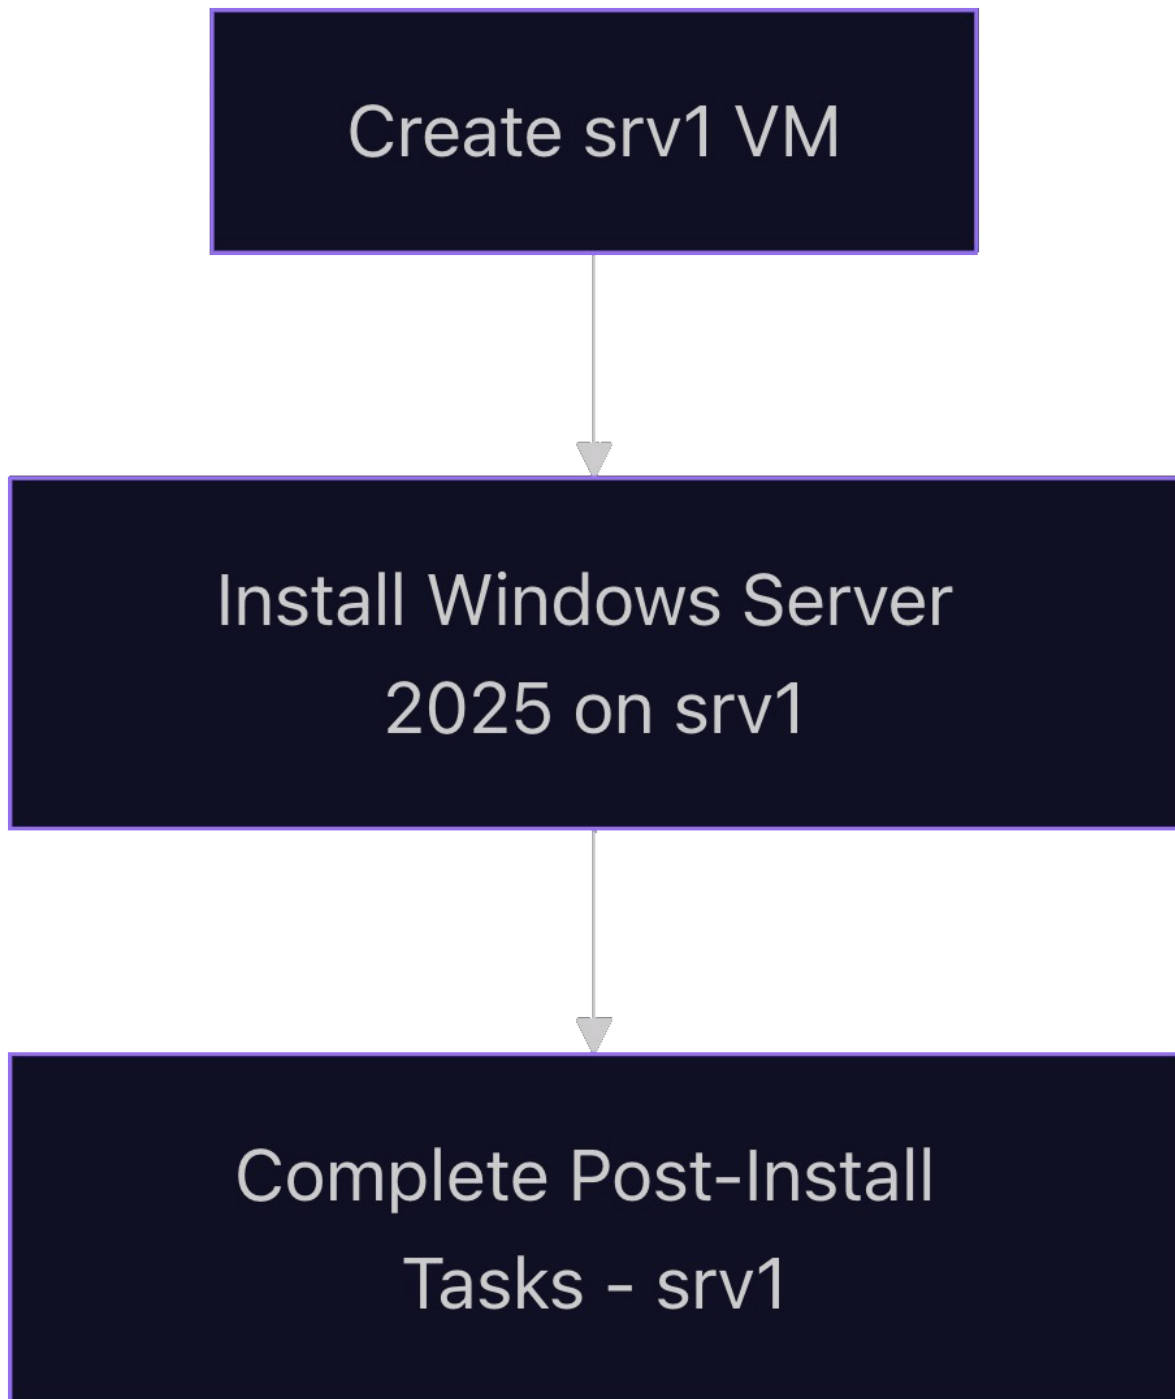 Create srv1 VM
Install Windows Server
2025 on srv1
Complete Post-Install
Tasks - srv1